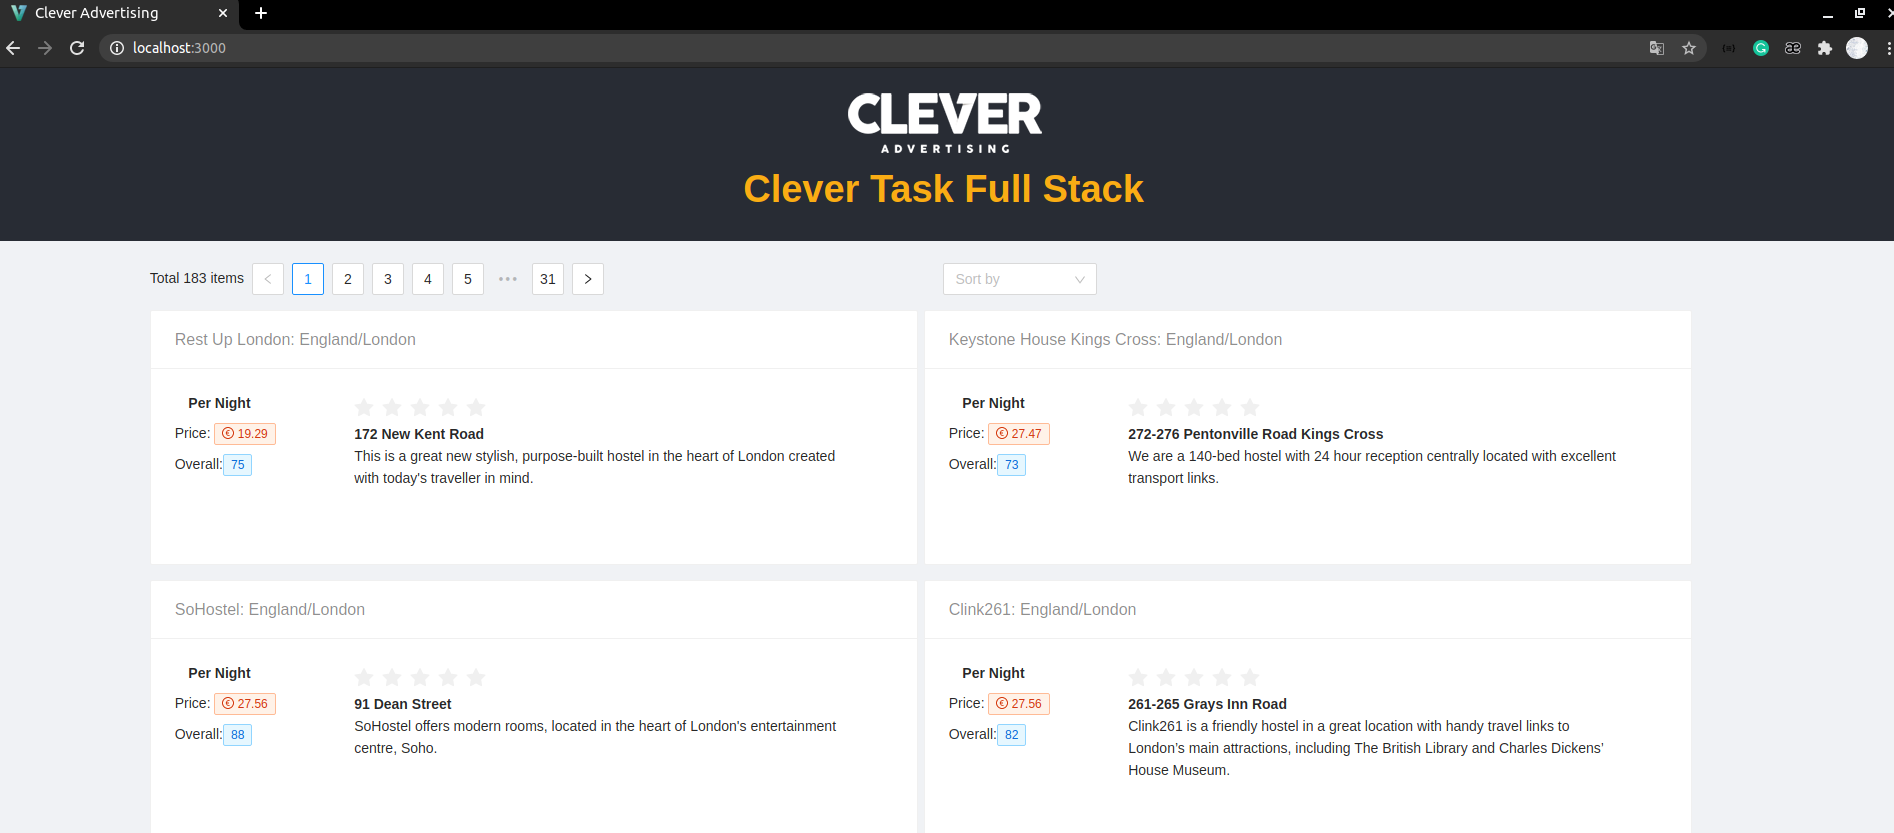 Clever Advertising
localhost:3000
CLEVER
ADVERTISING
Clever Task Full Stack
Total 183 items
1 2 3 4 5 ••• 31
Sort by
Rest Up London: England/London
Per Night
Price: € 19.29
Overall: 75
172 New Kent Road
This is a great new stylish, purpose-built hostel in the heart of London created
with today's traveller in mind.
Keystone House Kings Cross: England/London
Per Night
Price: € 27.47
Overall: 73
272-276 Pentonville Road Kings Cross
We are a 140-bed hostel with 24 hour reception centrally located with excellent
transport links.
SoHostel: England/London
Per Night
Price: € 27.56
Overall: 88
91 Dean Street
SoHostel offers modern rooms, located in the heart of London's entertainment
centre, Soho.
Clink261: England/London
Per Night
Price: € 27.56
Overall: 82
261-265 Grays Inn Road
Clink261 is a friendly hostel in a great location with handy travel links to
London’s main attractions, including The British Library and Charles Dickens’
House Museum.